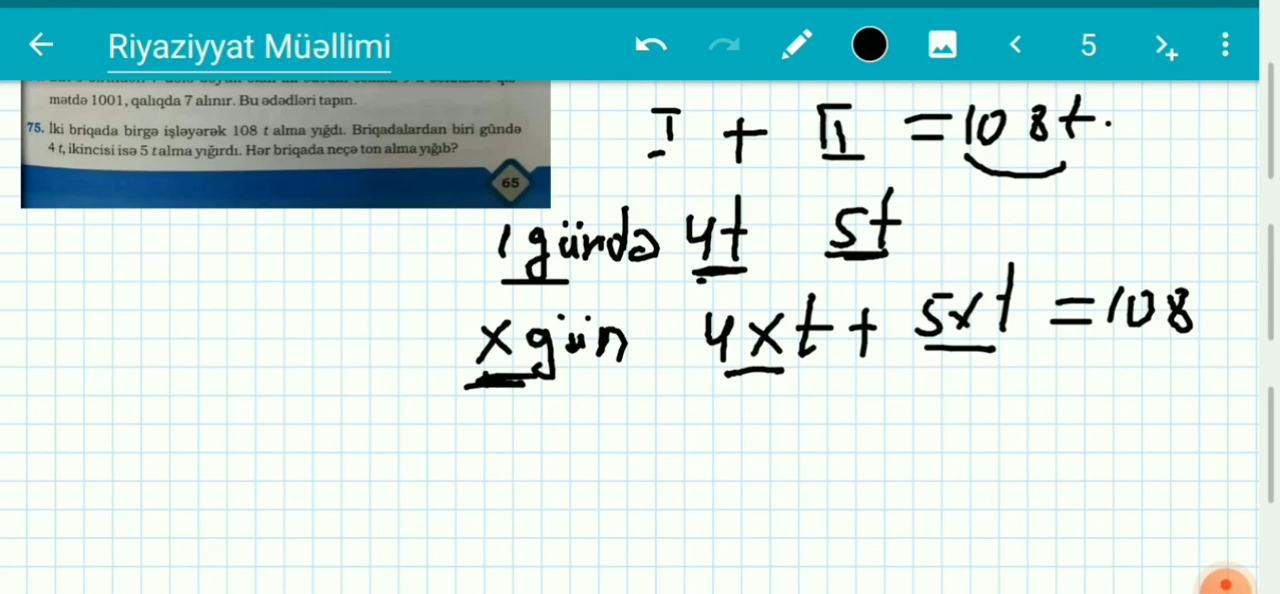 Riyaziyyat Müəllimi
5
mətdə 1001, qalıqda 7 alınır. Bu ədədləri tapın.
75. İki briqada birgə işləyərək 108 t alma yığdı. Briqadalardan biri gündə
4 t, ikincisi isə 5 t alma yığırdı. Hər briqada neçə ton alma yığıb?
65
I + II = 108t.
1 gündə 4t 5t
x gün 4xt + 5xt = 108